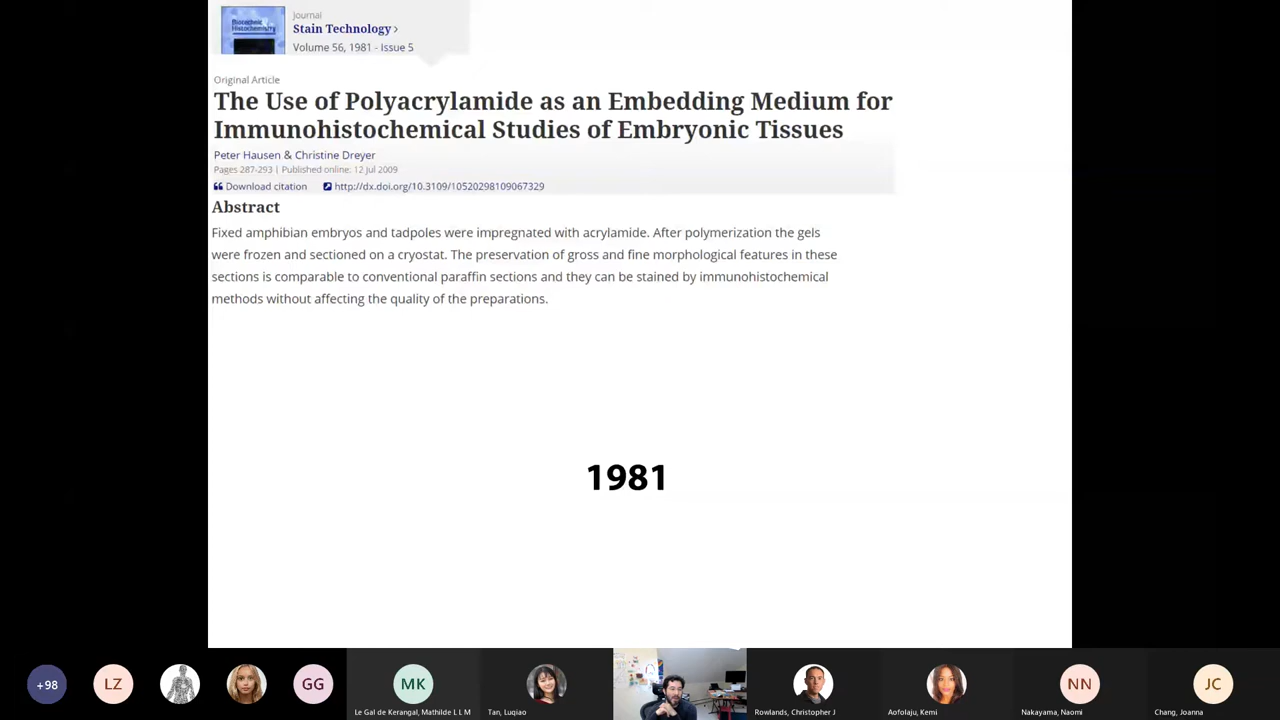 Journal
Stain Technology >
Volume 56, 1981 - Issue 5
Biotechnic
Histochemistry
Original Article
The Use of Polyacrylamide as an Embedding Medium for
Immunohistochemical Studies of Embryonic Tissues
Peter Hausen & Christine Dreyer
Pages 287-293 | Published online: 12 Jul 2009
Download citation http://dx.doi.org/10.3109/10520298109067329
Abstract
Fixed amphibian embryos and tadpoles were impregnated with acrylamide. After polymerization the gels
were frozen and sectioned on a cryostat. The preservation of gross and fine morphological features in these
sections is comparable to conventional paraffin sections and they can be stained by immunohistochemical
methods without affecting the quality of the preparations.
1981
+98 LZ GG MK NN JC
Le Gal de Kerangal, Mathilde L L M Tan, Luqiao Rowlands, Christopher J Aofolaju, Kemi Nakayama, Naomi Chang, Joanna